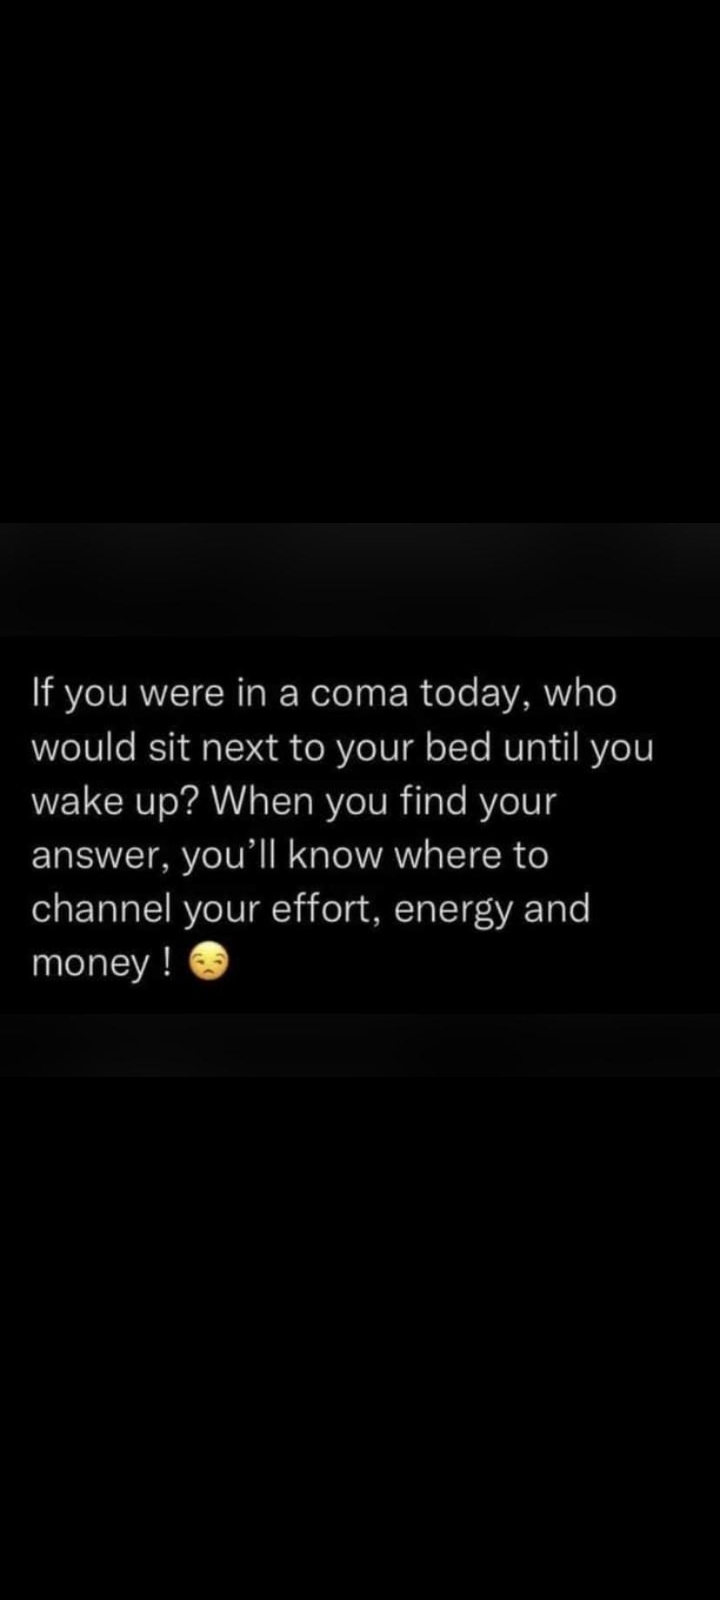 If you were in a coma today, who
would sit next to your bed until you
wake up? When you find your
answer, you’ll know where to
channel your effort, energy and
money ! 😒